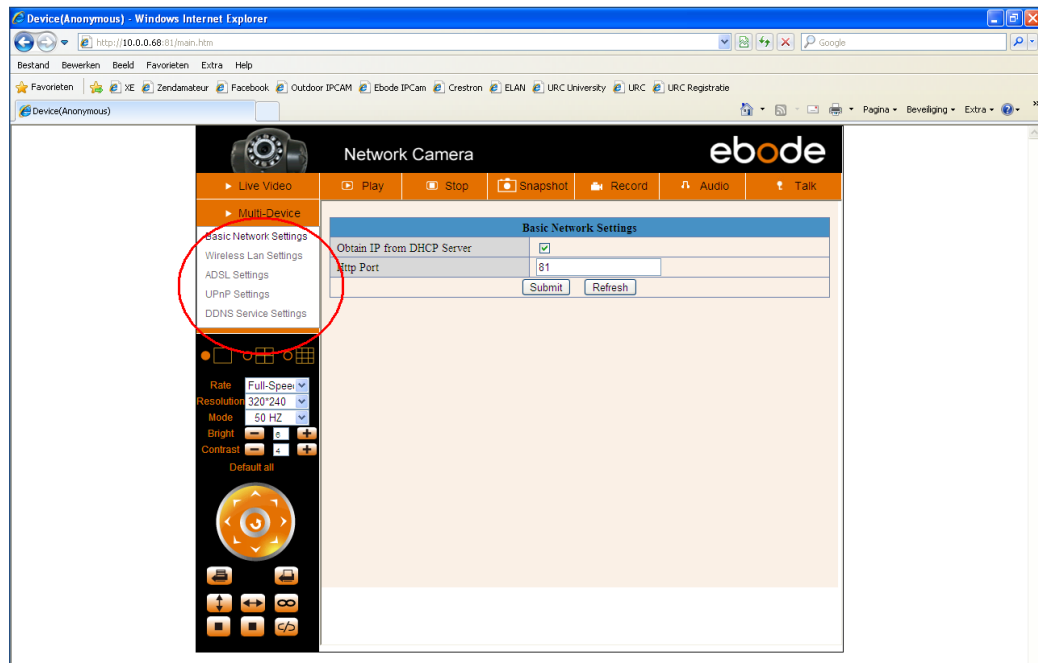 Device(Anonymous) - Windows Internet Explorer
http://10.0.0.68:81/main.htm
Google
Bestand Bewerken Beeld Favorieten Extra Help
Favorieten XE Zendamateur Facebook Outdoor IPCAM Ebode IPCam Crestron ELAN URC University URC URC Registratie
Device(Anonymous)
Pagina Beveiliging Extra
Network Camera
ebode
Live Video Play Stop Snapshot Record Audio Talk
Multi-Device
Basic Network Settings
Wireless Lan Settings
ADSL Settings
UPnP Settings
DDNS Service Settings
Basic Network Settings
Obtain IP from DHCP Server
Http Port 81
Submit Refresh
Rate Full-Speed
Resolution 320*240
Mode 50 HZ
Bright 6
Contrast 4
Default all